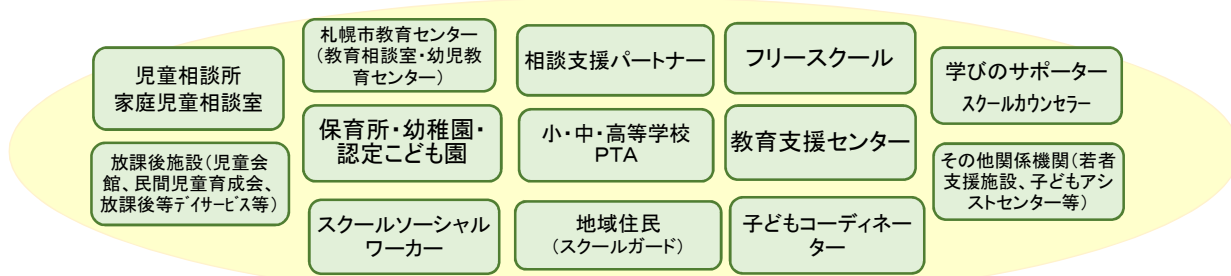 児童相談所
家庭児童相談室
札幌市教育センター
(教育相談室・幼児教
育センター)
相談支援パートナー
フリースクール
学びのサポーター
スクールカウンセラー
保育所・幼稚園・
認定こども園
小・中・高等学校
PTA
教育支援センター
放課後施設(児童会
館、民間児童育成会、
放課後等デイサービス等)
その他関係機関(若者
支援施設、子どもアシ
ストセンター等)
スクールソーシャル
ワーカー
地域住民
(スクールガード)
子どもコーディネー
ター